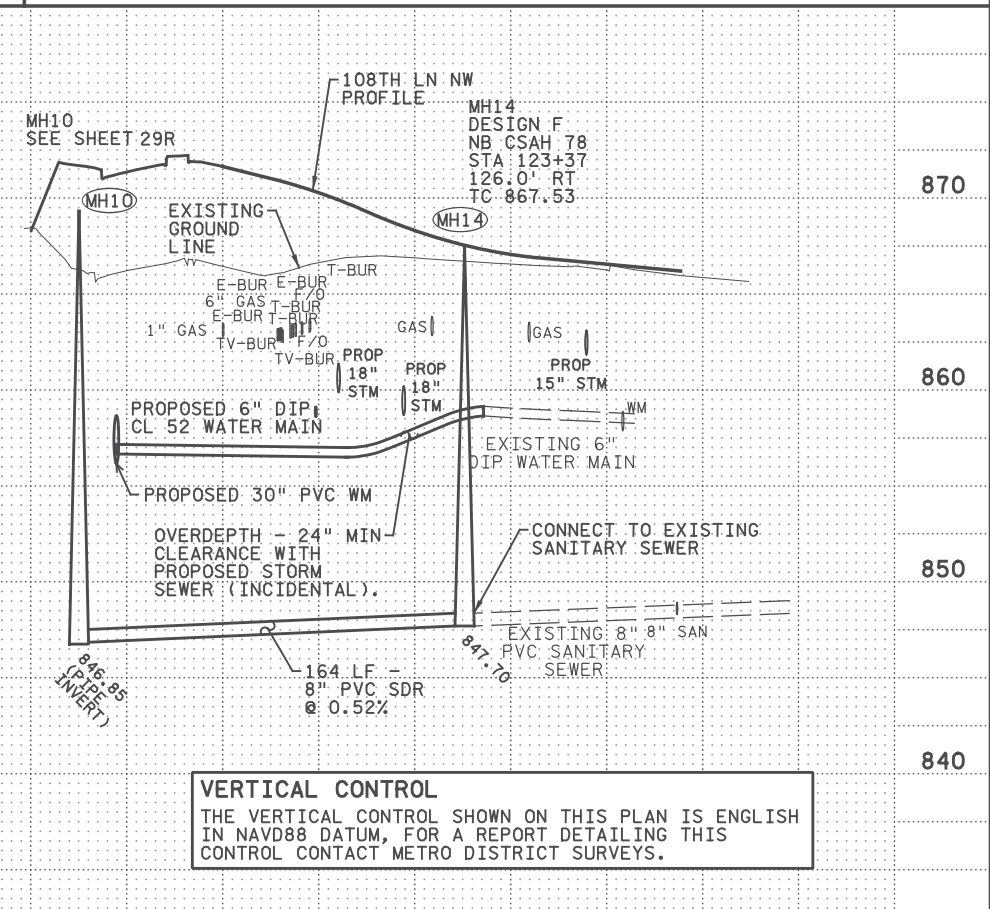 108TH LN NW
PROFILE
MH10
SEE SHEET 29R
MH14
DESIGN F
NB CSAH 78
STA 123+37
126.0' RT
TC 867.53
870
MH10
MH14
EXISTING
GROUND
LINE
T-BUR
E-BUR
E-BUR
F/O
6" GAS
T-BUR
E-BUR
T-BUR
1" GAS
GAS
GAS
TV-BUR
F/O
TV-BUR
PROP
18"
STM
PROP
18"
STM
PROP
15" STM
860
PROPOSED 6" DIP
CL 52 WATER MAIN
WM
EXISTING 6"
DIP WATER MAIN
PROPOSED 30" PVC WM
OVERDEPTH - 24" MIN
CLEARANCE WITH
PROPOSED STORM
SEWER (INCIDENTAL).
CONNECT TO EXISTING
SANITARY SEWER
850
EXISTING 8"
PVC SANITARY
SEWER
8" SAN
846.85
(PIPE
INVERT)
847.70
164 LF -
8" PVC SDR
@ 0.52%
840
VERTICAL CONTROL
THE VERTICAL CONTROL SHOWN ON THIS PLAN IS ENGLISH
IN NAVD88 DATUM, FOR A REPORT DETAILING THIS
CONTROL CONTACT METRO DISTRICT SURVEYS.